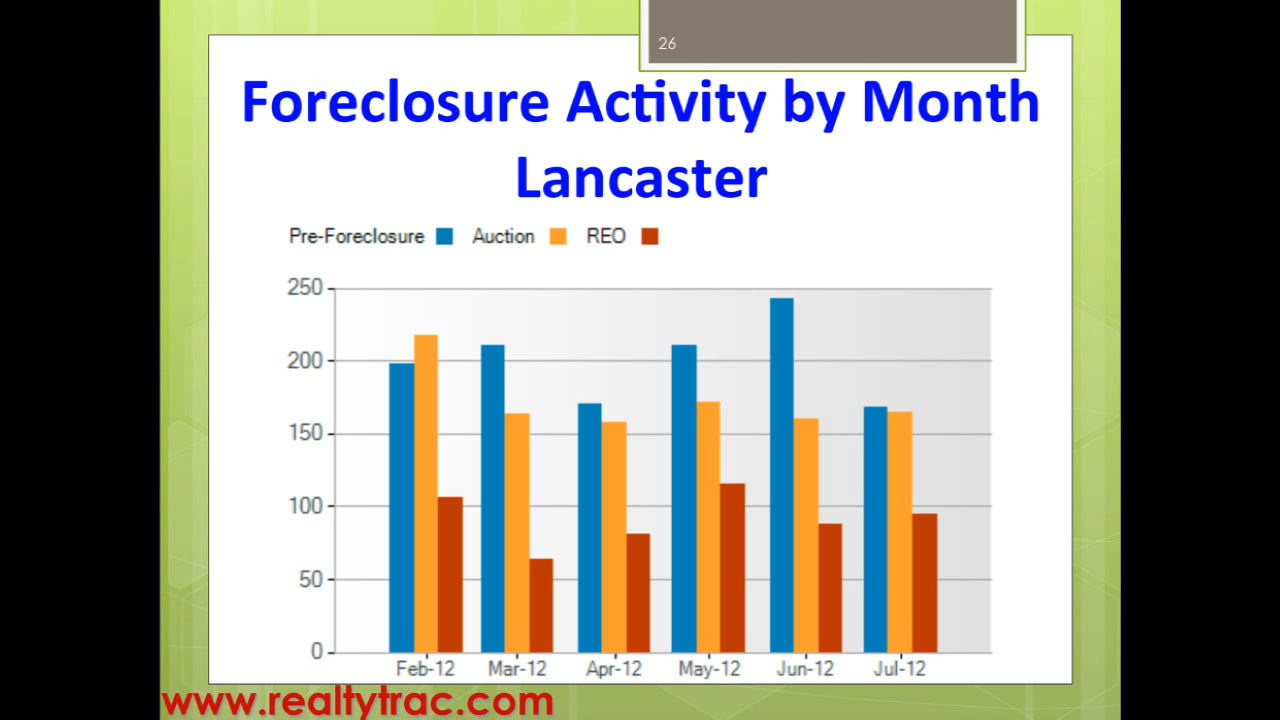 26
Foreclosure Activity by Month
Lancaster
Pre-Foreclosure Auction REO
250
200
150
100
50
0
Feb-12 Mar-12 Apr-12 May-12 Jun-12 Jul-12
www.realtytrac.com